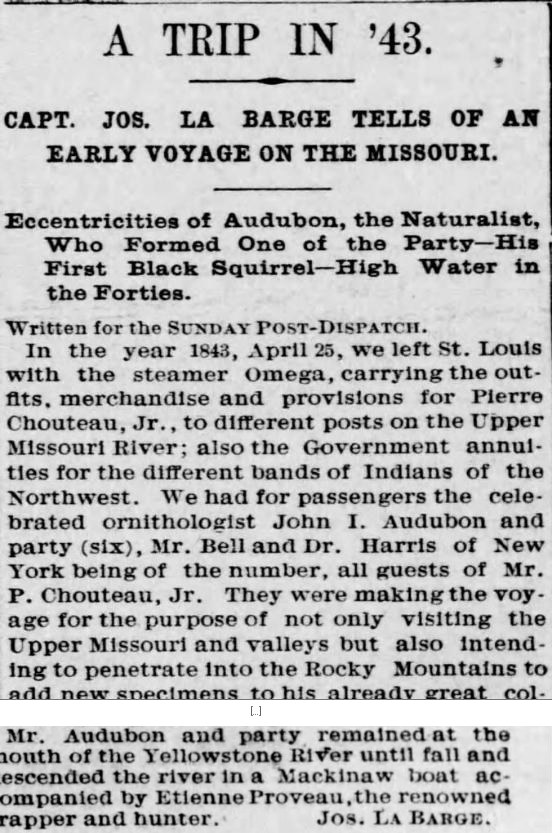 A TRIP IN '43.
CAPT. JOS. LA BARGE TELLS OF AN
EARLY VOYAGE ON THE MISSOURI.
Eccentricities of Audubon, the Naturalist,
Who Formed One of the Party—His
First Black Squirrel—High Water in
the Forties.
Written for the SUNDAY POST-DISPATCH.
In the year 1843, April 25, we left St. Louis
with the steamer Omega, carrying the out-
fits, merchandise and provisions for Pierre
Chouteau, Jr., to different posts on the Upper
Missouri River; also the Government annui-
ties for the different bands of Indians of the
Northwest. We had for passengers the cele-
brated ornithologist John I. Audubon and
party (six), Mr. Bell and Dr. Harris of New
York being of the number, all guests of Mr.
P. Chouteau, Jr. They were making the voy-
age for the purpose of not only visiting the
Upper Missouri and valleys but also intend-
ing to penetrate into the Rocky Mountains to
add new specimens to his already great col-
[...]
Mr. Audubon and party remained at the
nouth of the Yellowstone River until fall and
escended the river in a Mackinaw boat ac-
ompanied by Etienne Proveau, the renowned
rapper and hunter. JOS. LA BARGE.